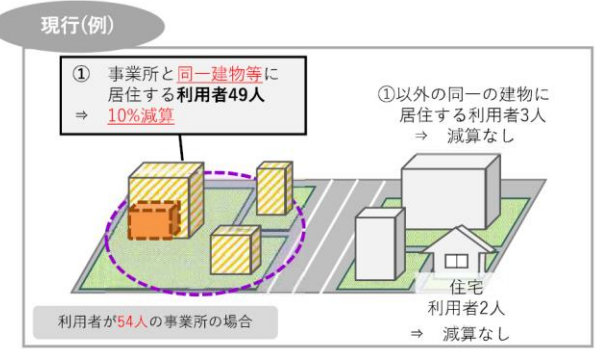 現行(例)
① 事業所と同一建物等に
居住する利用者49人
⇒ 10%減算
①以外の同一の建物に
居住する利用者3人
⇒ 減算なし
住宅
利用者2人
⇒ 減算なし
利用者が54人の事業所の場合